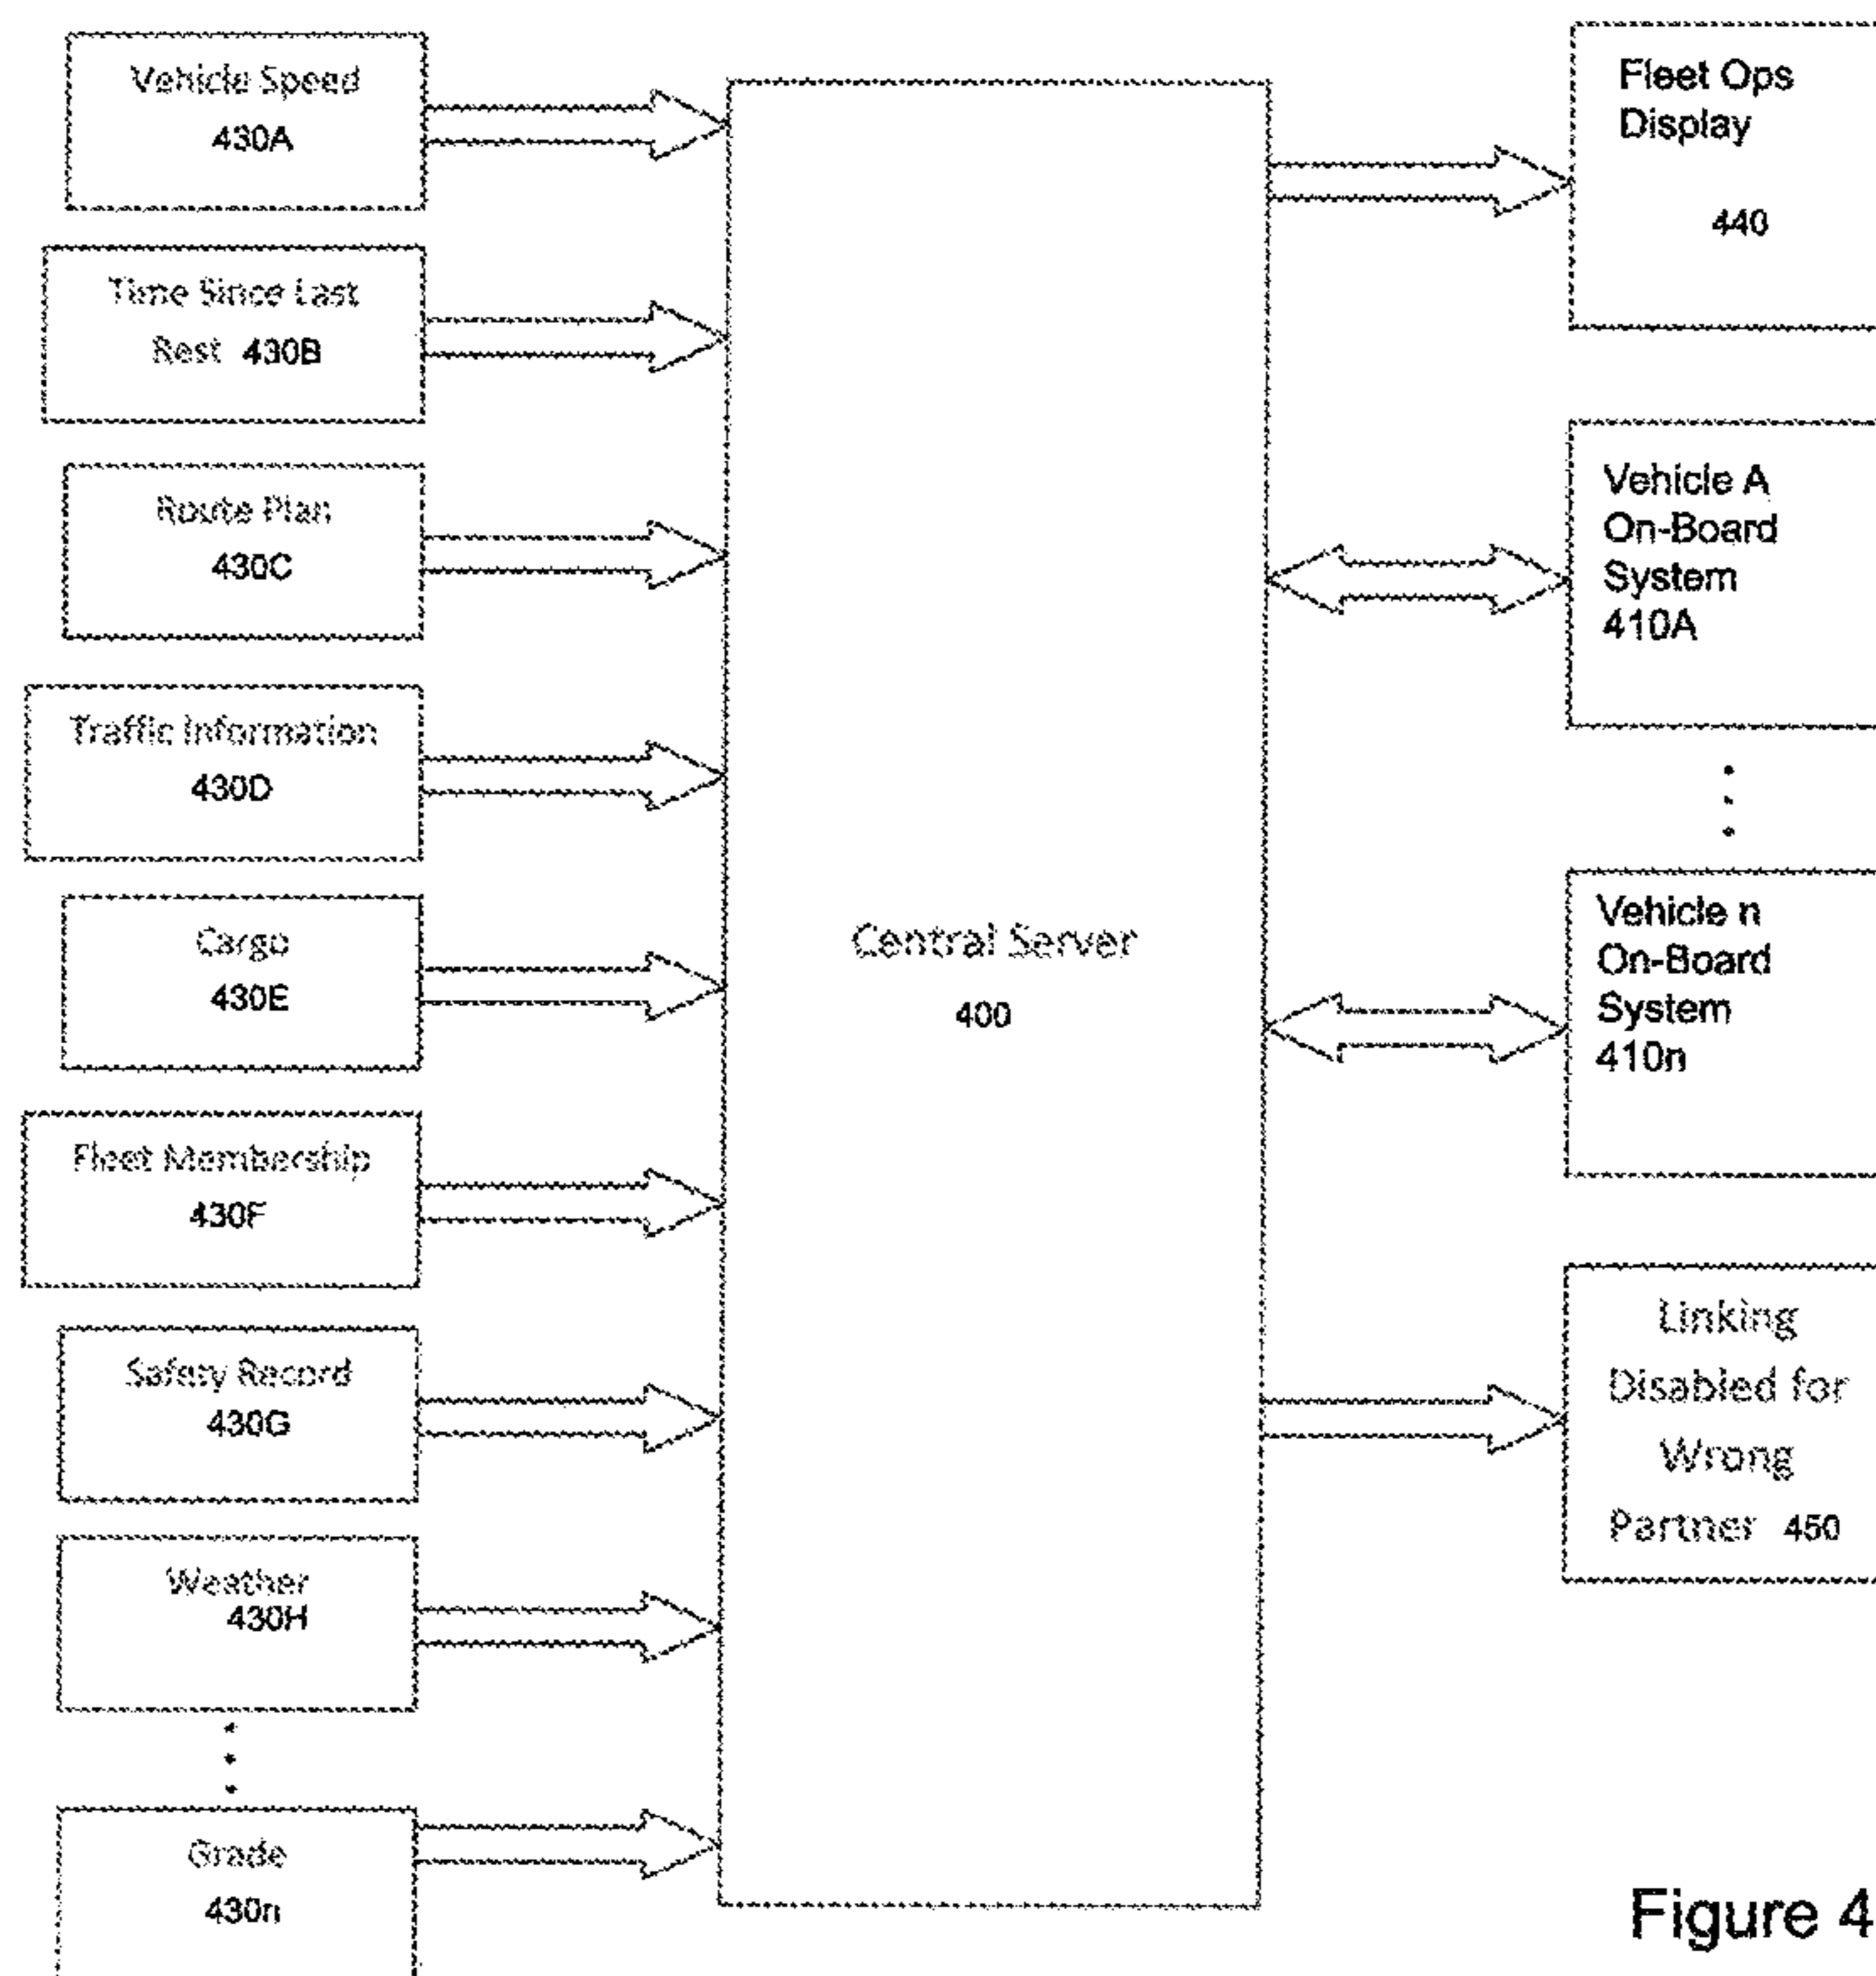 Vehicle Speed
430A
Time Since Last
Rest 430B
Route Plan
430C
Traffic Information
430D
Cargo
430E
Fleet Membership
430F
Safety Record
430G
Weather
430H
Grade
430n
Central Server
400
Fleet Ops
Display
440
Vehicle A
On-Board
System
410A
Vehicle n
On-Board
System
410n
Linking
Disabled for
Wrong
Partner 450
Figure 4